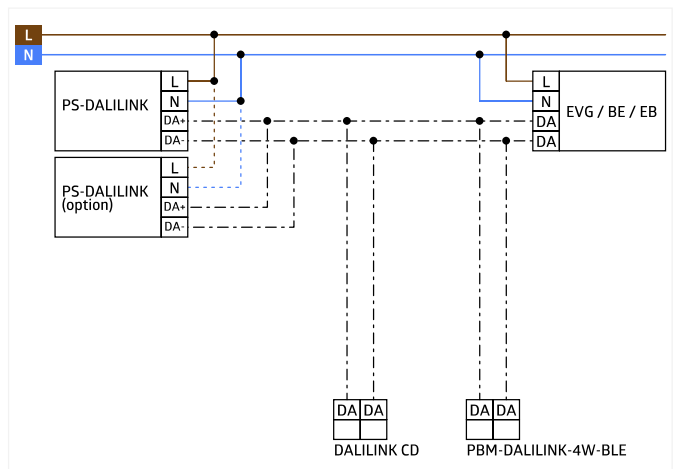 L
N
PS-DALILINK
L
N
DA+
DA-
EVG / BE / EB
L
N
DA
DA
PS-DALILINK
(option)
L
N
DA+
DA-
DA DA
DALILINK CD
DA DA
PBM-DALILINK-4W-BLE